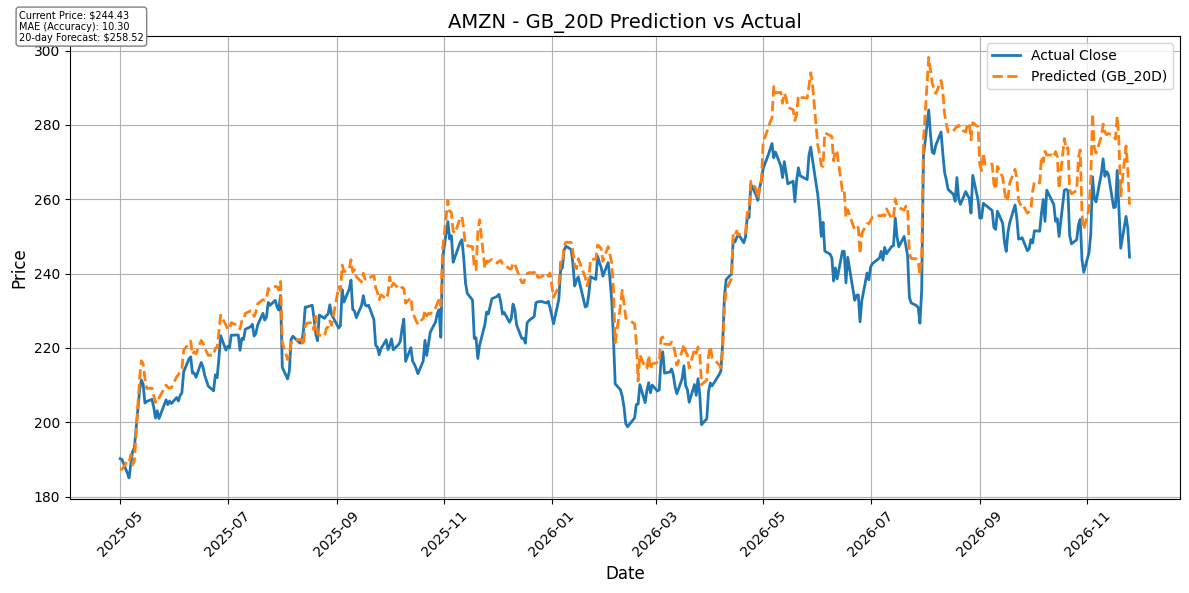 Current Price: $244.43
MAE (Accuracy): 10.30
20-day Forecast: $258.52
AMZN - GB_20D Prediction vs Actual
Actual Close
Predicted (GB_20D)
Price
300
280
260
240
220
200
180
2025-05
2025-07
2025-09
2025-11
2026-01
2026-03
2026-05
2026-07
2026-09
2026-11
Date